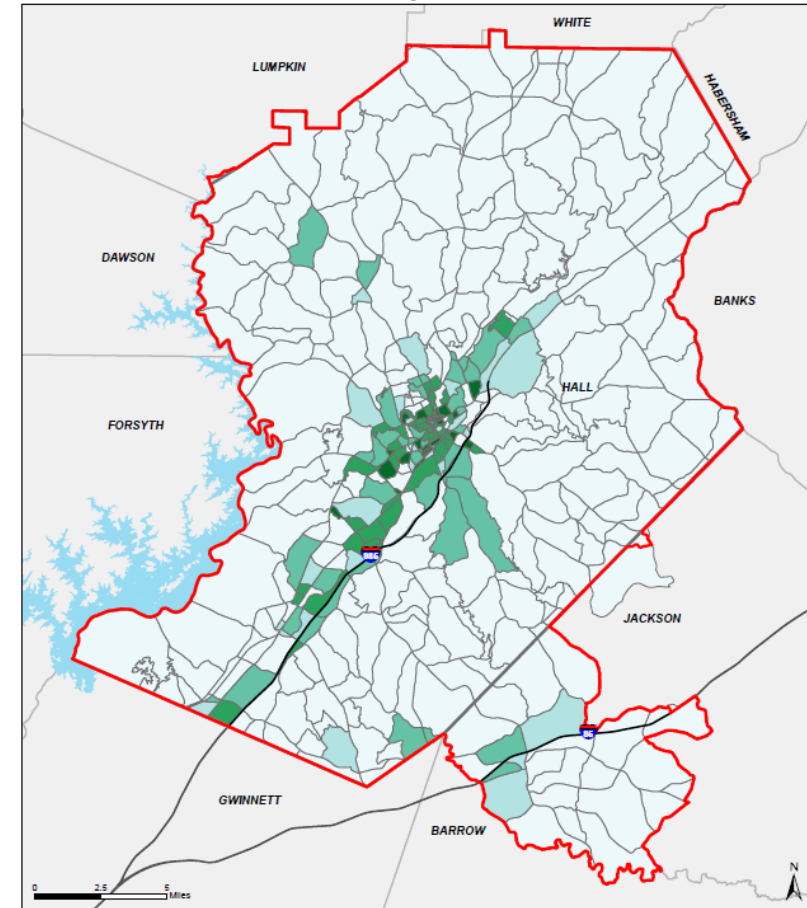 WHITE
LUMPKIN
HABERSHAM
DAWSON
BANKS
HALL
FORSYTH
985
JACKSON
85
GWINNETT
BARROW
N
0 2.5 5
Miles